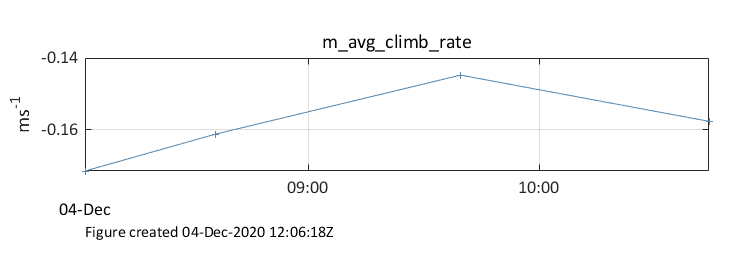 m_avg_climb_rate
-0.14
ms-1
-0.16
09:00 10:00
04-Dec
Figure created 04-Dec-2020 12:06:18Z